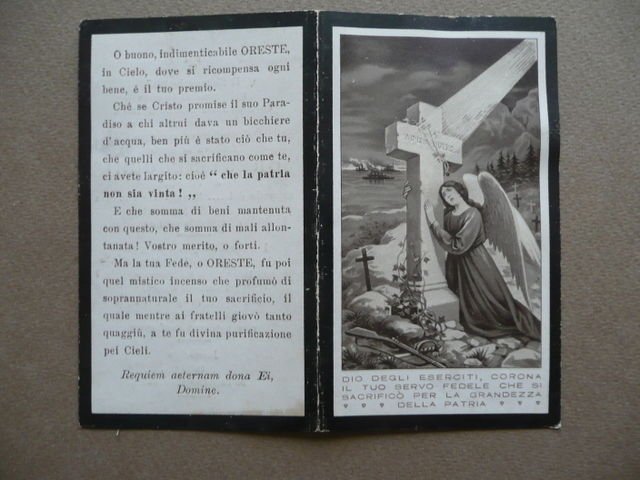 O buono, indimenticabile ORESTE,
in Cielo, dove si ricompensa ogni
bene, é il tuo premio.
Ché se Cristo promise il suo Para-
diso a chi altrui dava un bicchiere
d'acqua, ben più è stato ciò che tu,
che quelli che si sacrificano come te,
ci avete largito: cioè “ che la patria
non sia vinta! „
E che somma di beni mantenuta
con questo, che somma di mali allon-
tanata! Vostro merito, o forti.
Ma la tua Fede, o ORESTE, fu poi
quel mistico incenso che profumò di
soprannaturale il tuo sacrificio, il
quale mentre ai fratelli giovò tanto
quaggiù, a te fu divina purificazione
pei Cieli.
Requiem aeternam dona Ei,
Domine.
DIO DEGLI ESERCITI, CORONA
IL TUO SERVO FEDELE CHE SI
SACRIFICÒ PER LA GRANDEZZA
DELLA PATRIA